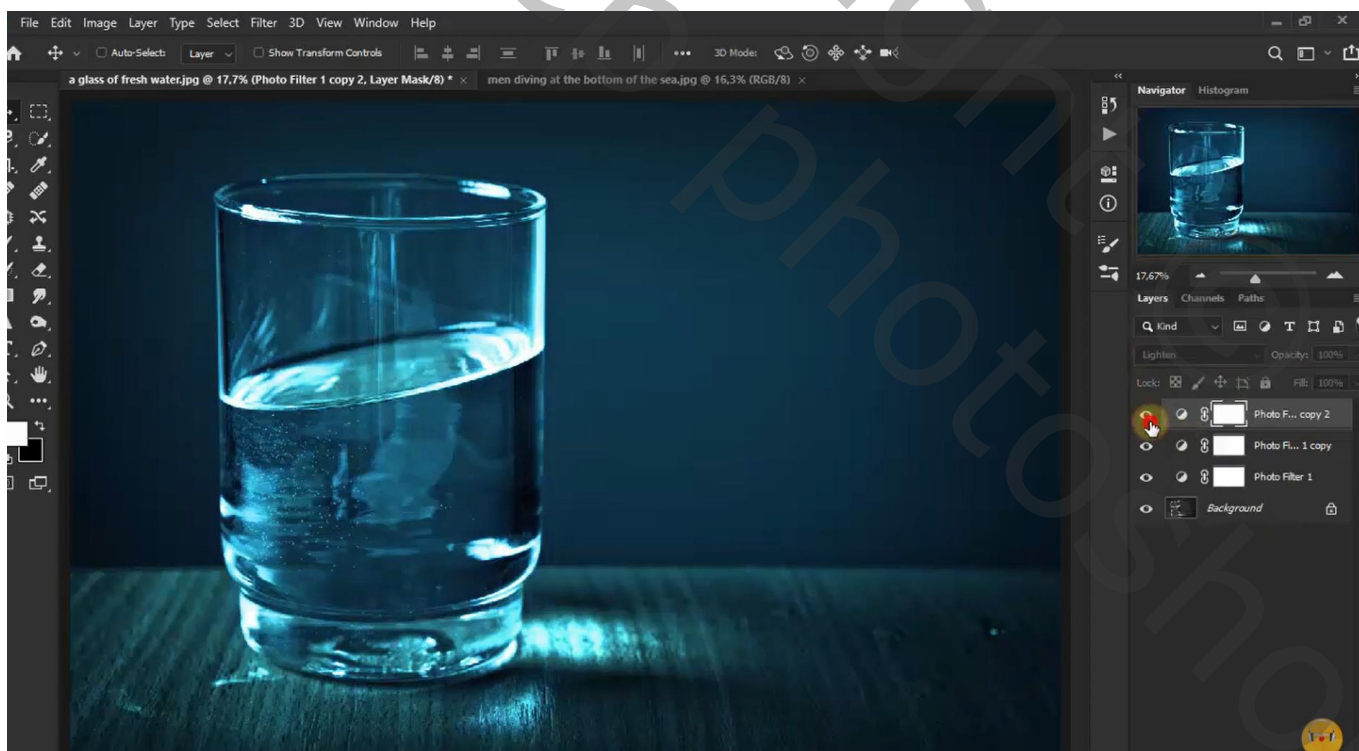 File Edit Image Layer Type Select Filter 3D View Window Help
Auto-Select: Layer Show Transform Controls 3D Mode:
a glass of fresh water.jpg @ 17,7% (Photo Filter 1 copy 2, Layer Mask/8) * × men diving at the bottom of the sea.jpg @ 16,3% (RGB/8) ×
Navigator Histogram
17,67%
Layers Channels Paths
Kind
Lighten Opacity: 100%
Lock: Fill: 100%
Photo F... copy 2
Photo Fi... 1 copy
Photo Filter 1
Background